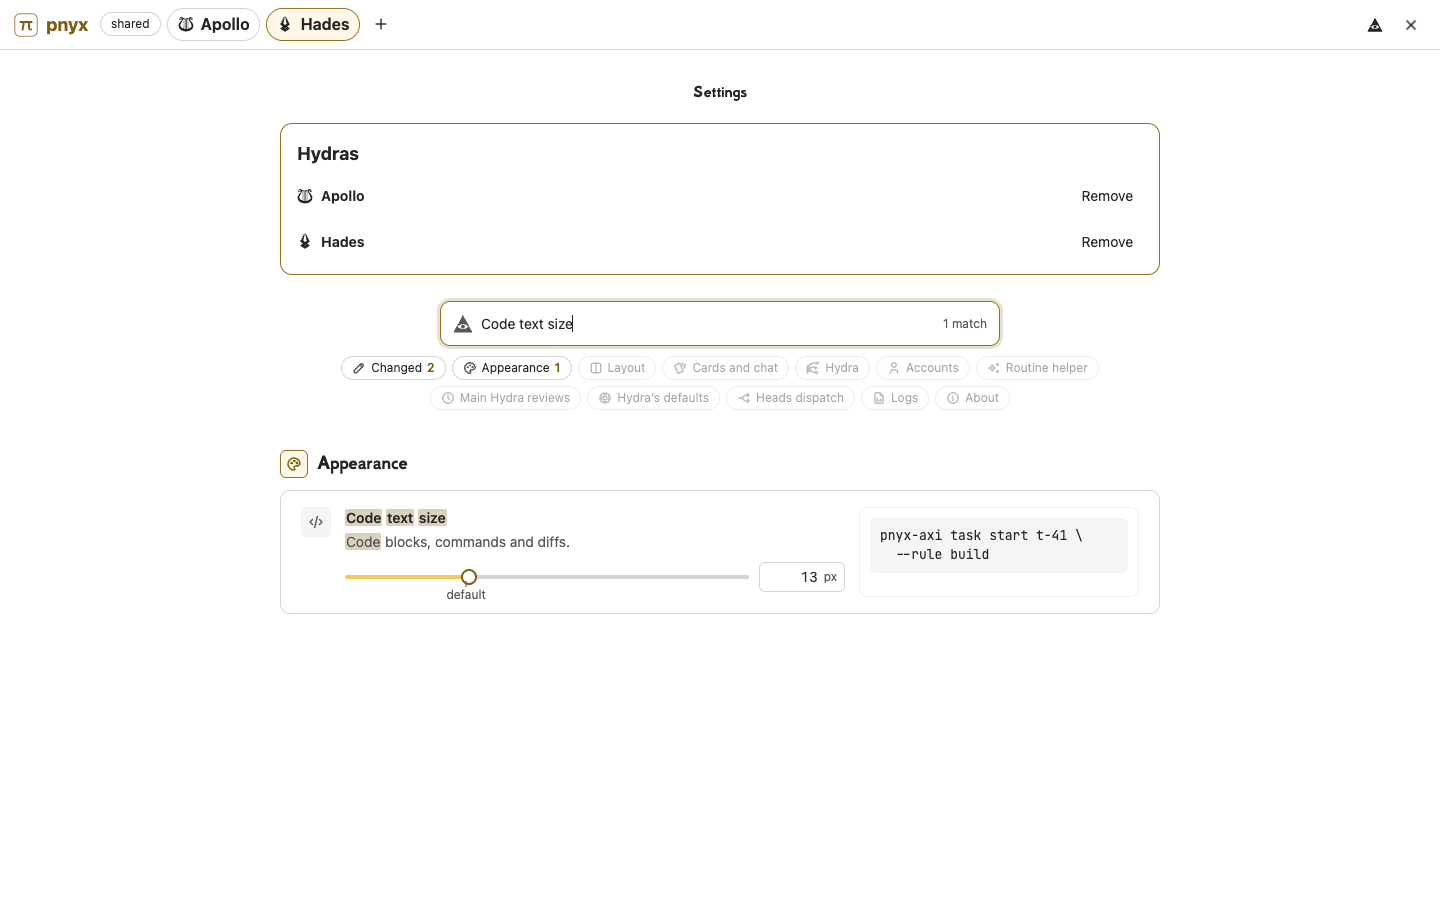 π pnyx shared Apollo Hades +
Settings
Hydras
Apollo Remove
Hades Remove
Code text size 1 match
Changed 2 Appearance 1 Layout Cards and chat Hydra Accounts Routine helper
Main Hydra reviews Hydra's defaults Heads dispatch Logs About
Appearance
Code text size
Code blocks, commands and diffs.
13 px
default
pnyx-axi task start t-41 \
--rule build